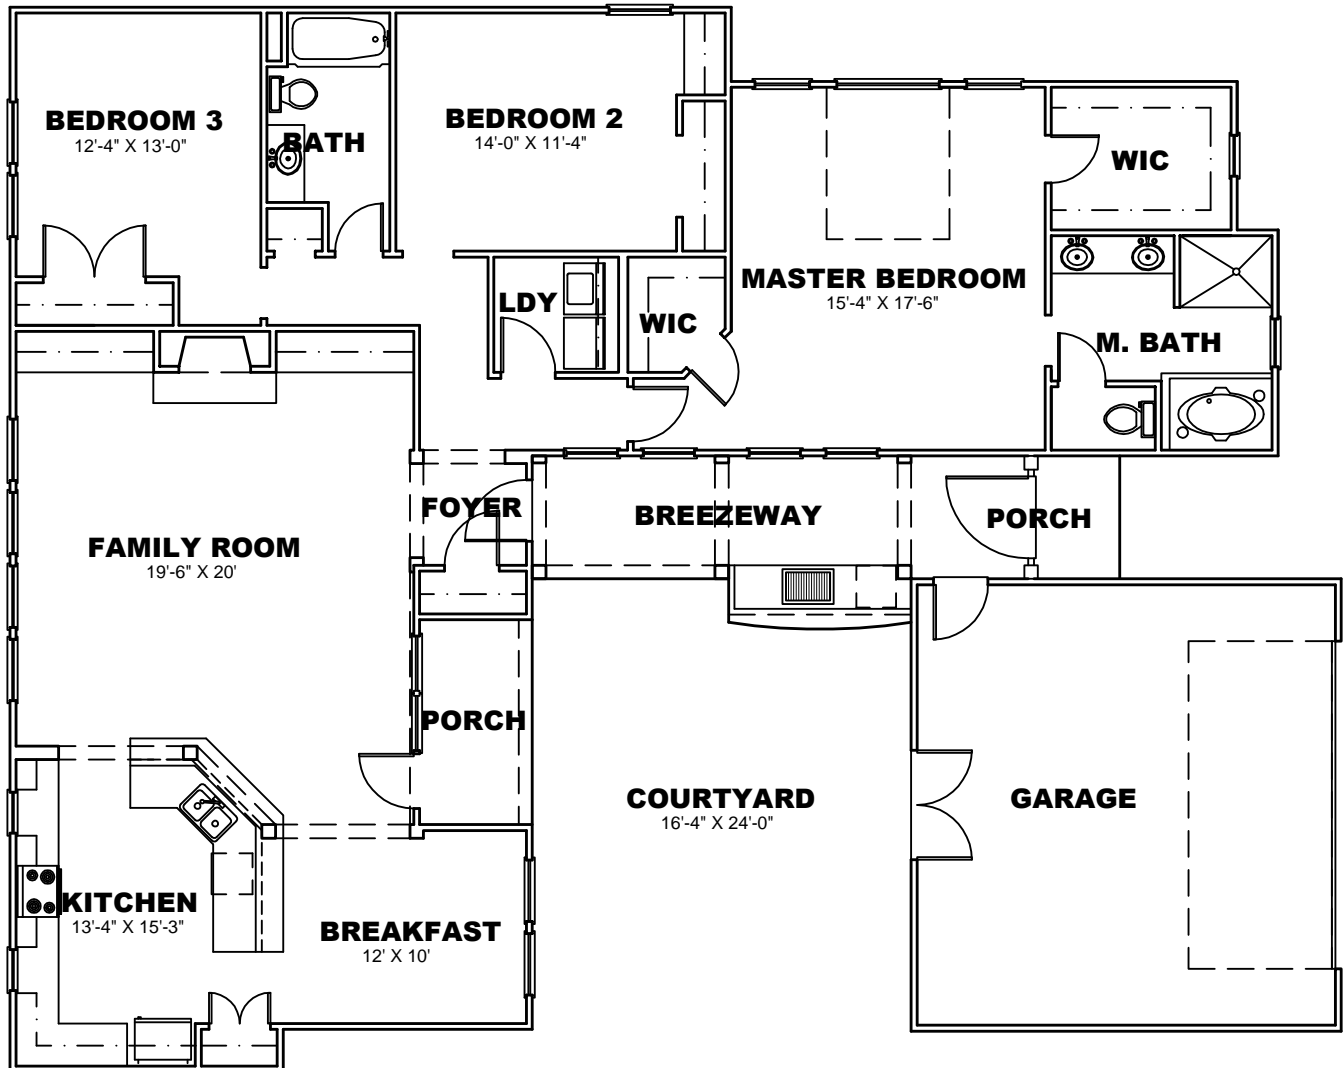 BEDROOM 3
12'-4" X 13'-0"
BATH
BEDROOM 2
14'-0" X 11'-4"
WIC
MASTER BEDROOM
15'-4" X 17'-6"
LDY
WIC
M. BATH
FOYER
BREEZEWAY
PORCH
FAMILY ROOM
19'-6" X 20'
PORCH
COURTYARD
16'-4" X 24'-0"
GARAGE
KITCHEN
13'-4" X 15'-3"
BREAKFAST
12' X 10'